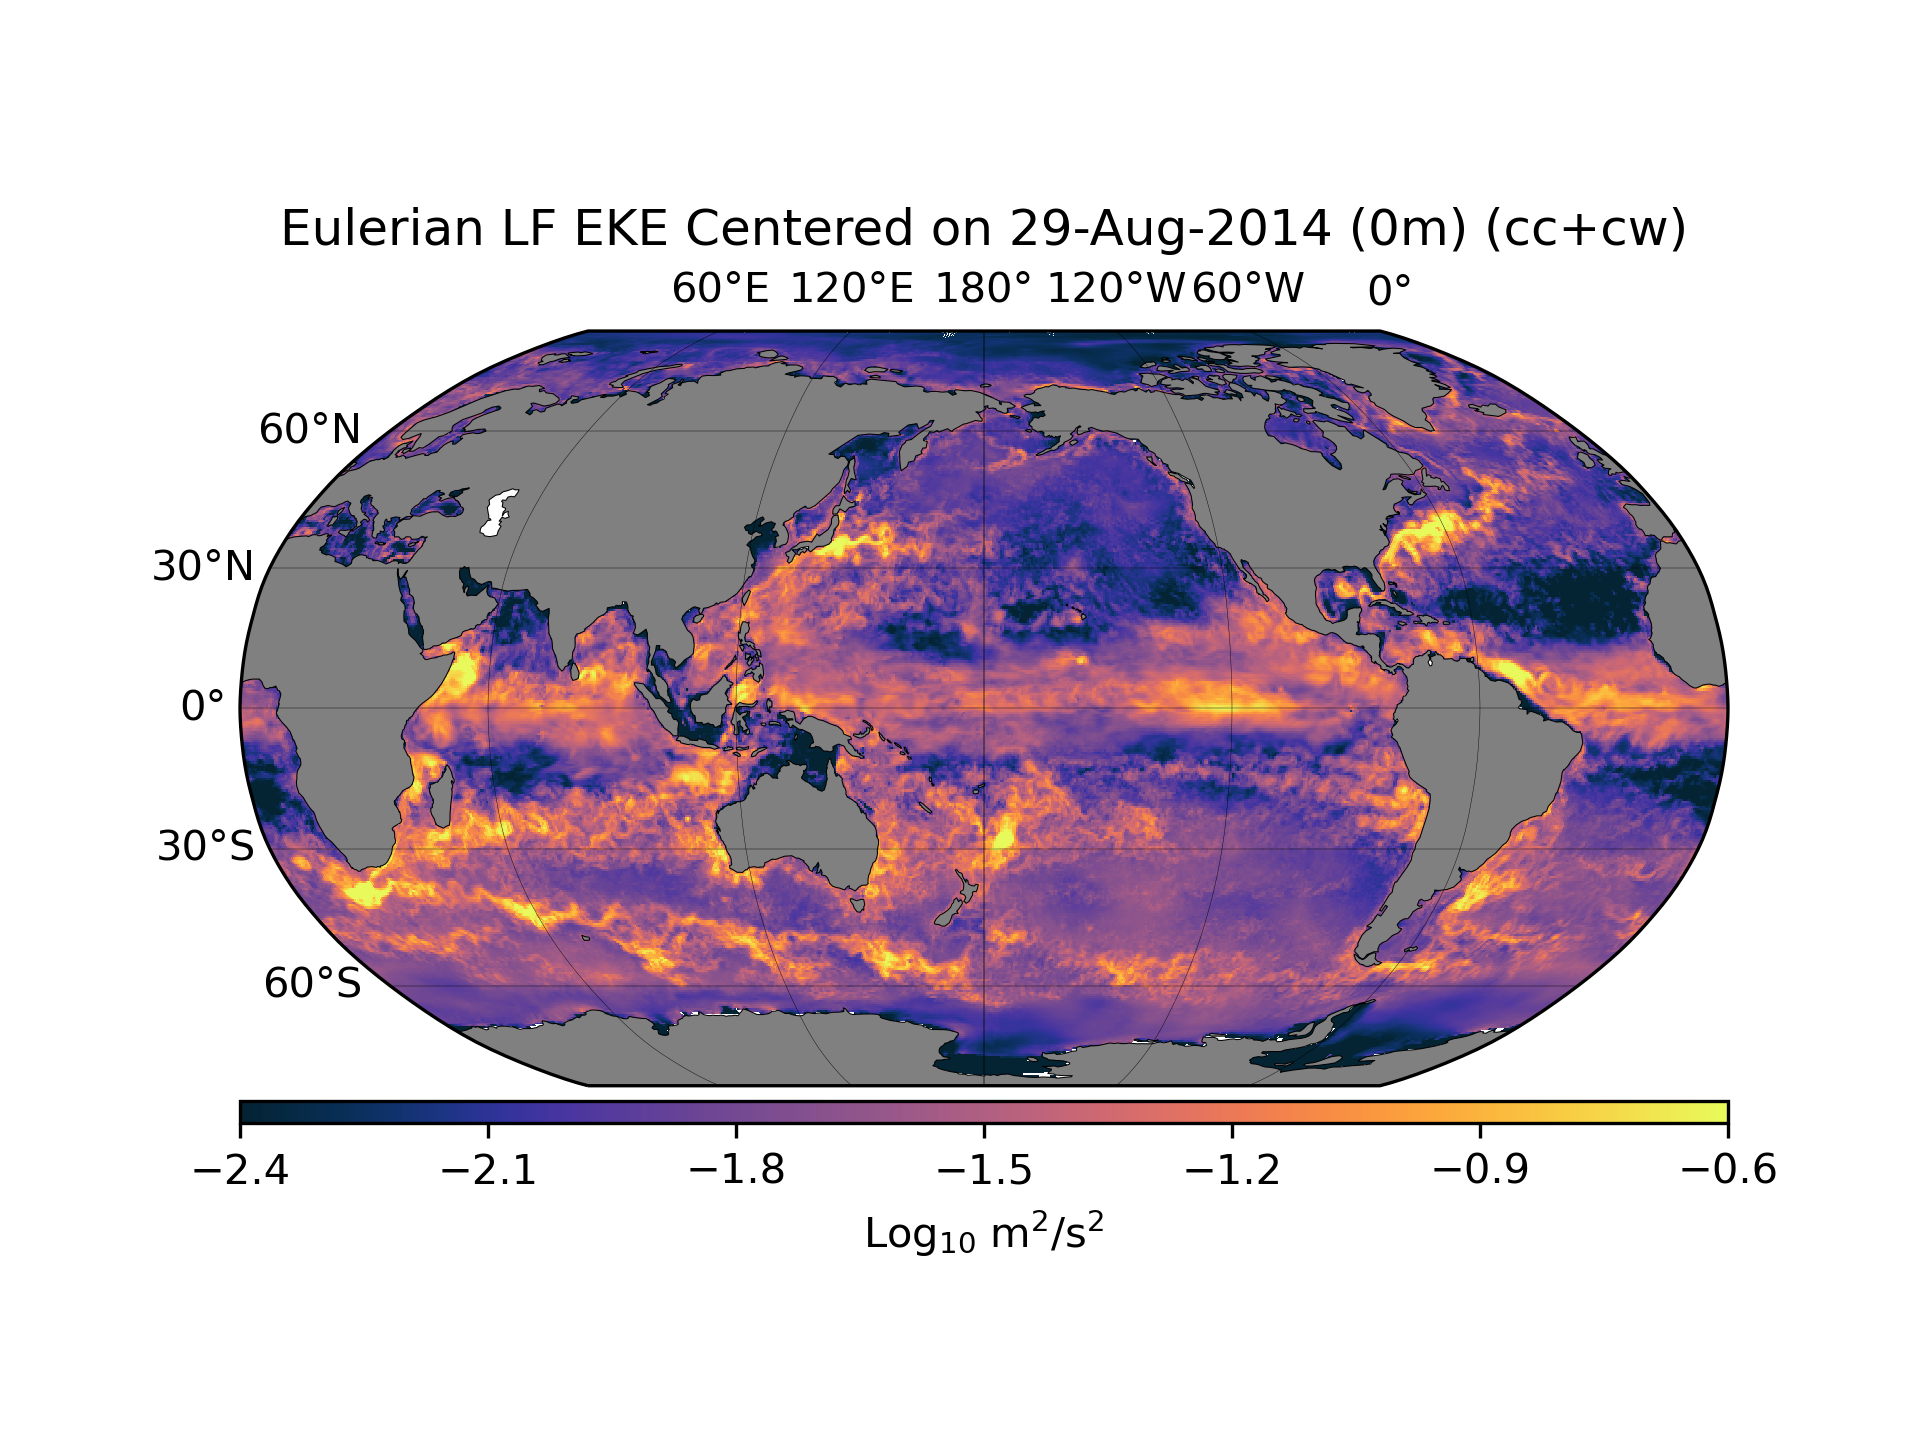 Eulerian LF EKE Centered on 29-Aug-2014 (0m) (cc+cw)
60°E 120°E 180° 120°W 60°W 0°
60°N
30°N
0°
30°S
60°S
−2.4 −2.1 −1.8 −1.5 −1.2 −0.9 −0.6
Log₁₀ m²/s²